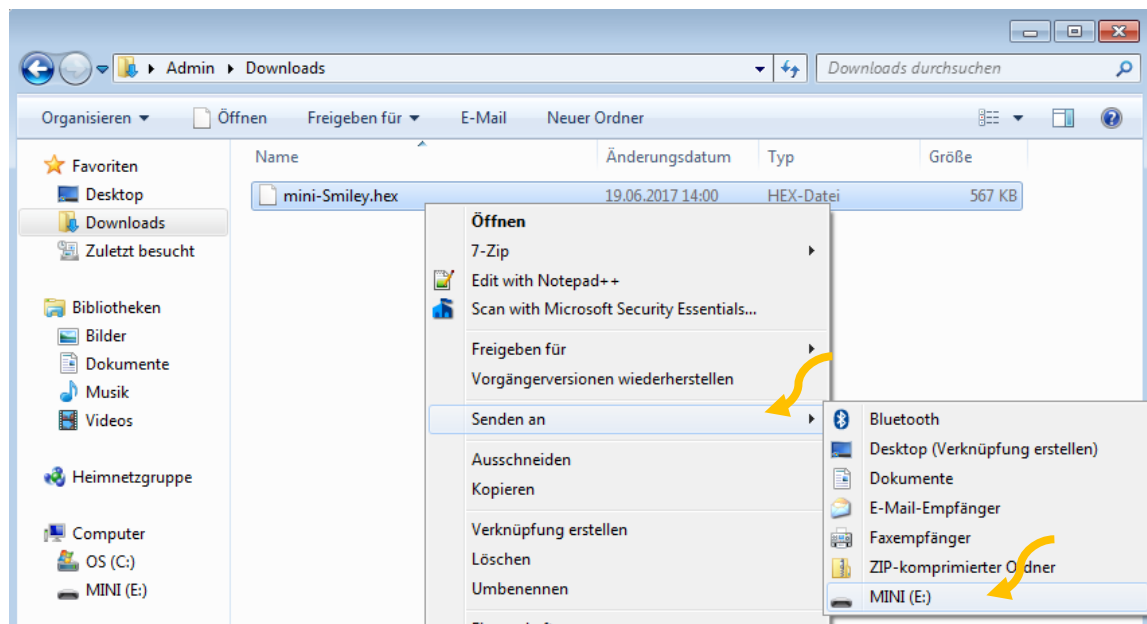 Admin Downloads
Downloads durchsuchen
Organisieren Öffnen Freigeben für E-Mail Neuer Ordner
Name Änderungsdatum Typ Größe
mini-Smiley.hex 19.06.2017 14:00 HEX-Datei 567 KB
Favoriten
Desktop
Downloads
Zuletzt besucht
Bibliotheken
Bilder
Dokumente
Musik
Videos
Heimnetzgruppe
Computer
OS (C:)
MINI (E:)
Öffnen
7-Zip
Edit with Notepad++
Scan with Microsoft Security Essentials...
Freigeben für
Vorgängerversionen wiederherstellen
Senden an
Ausschneiden
Kopieren
Verknüpfung erstellen
Löschen
Umbenennen
Bluetooth
Desktop (Verknüpfung erstellen)
Dokumente
E-Mail-Empfänger
Faxempfänger
ZIP-komprimierter Ordner
MINI (E:)